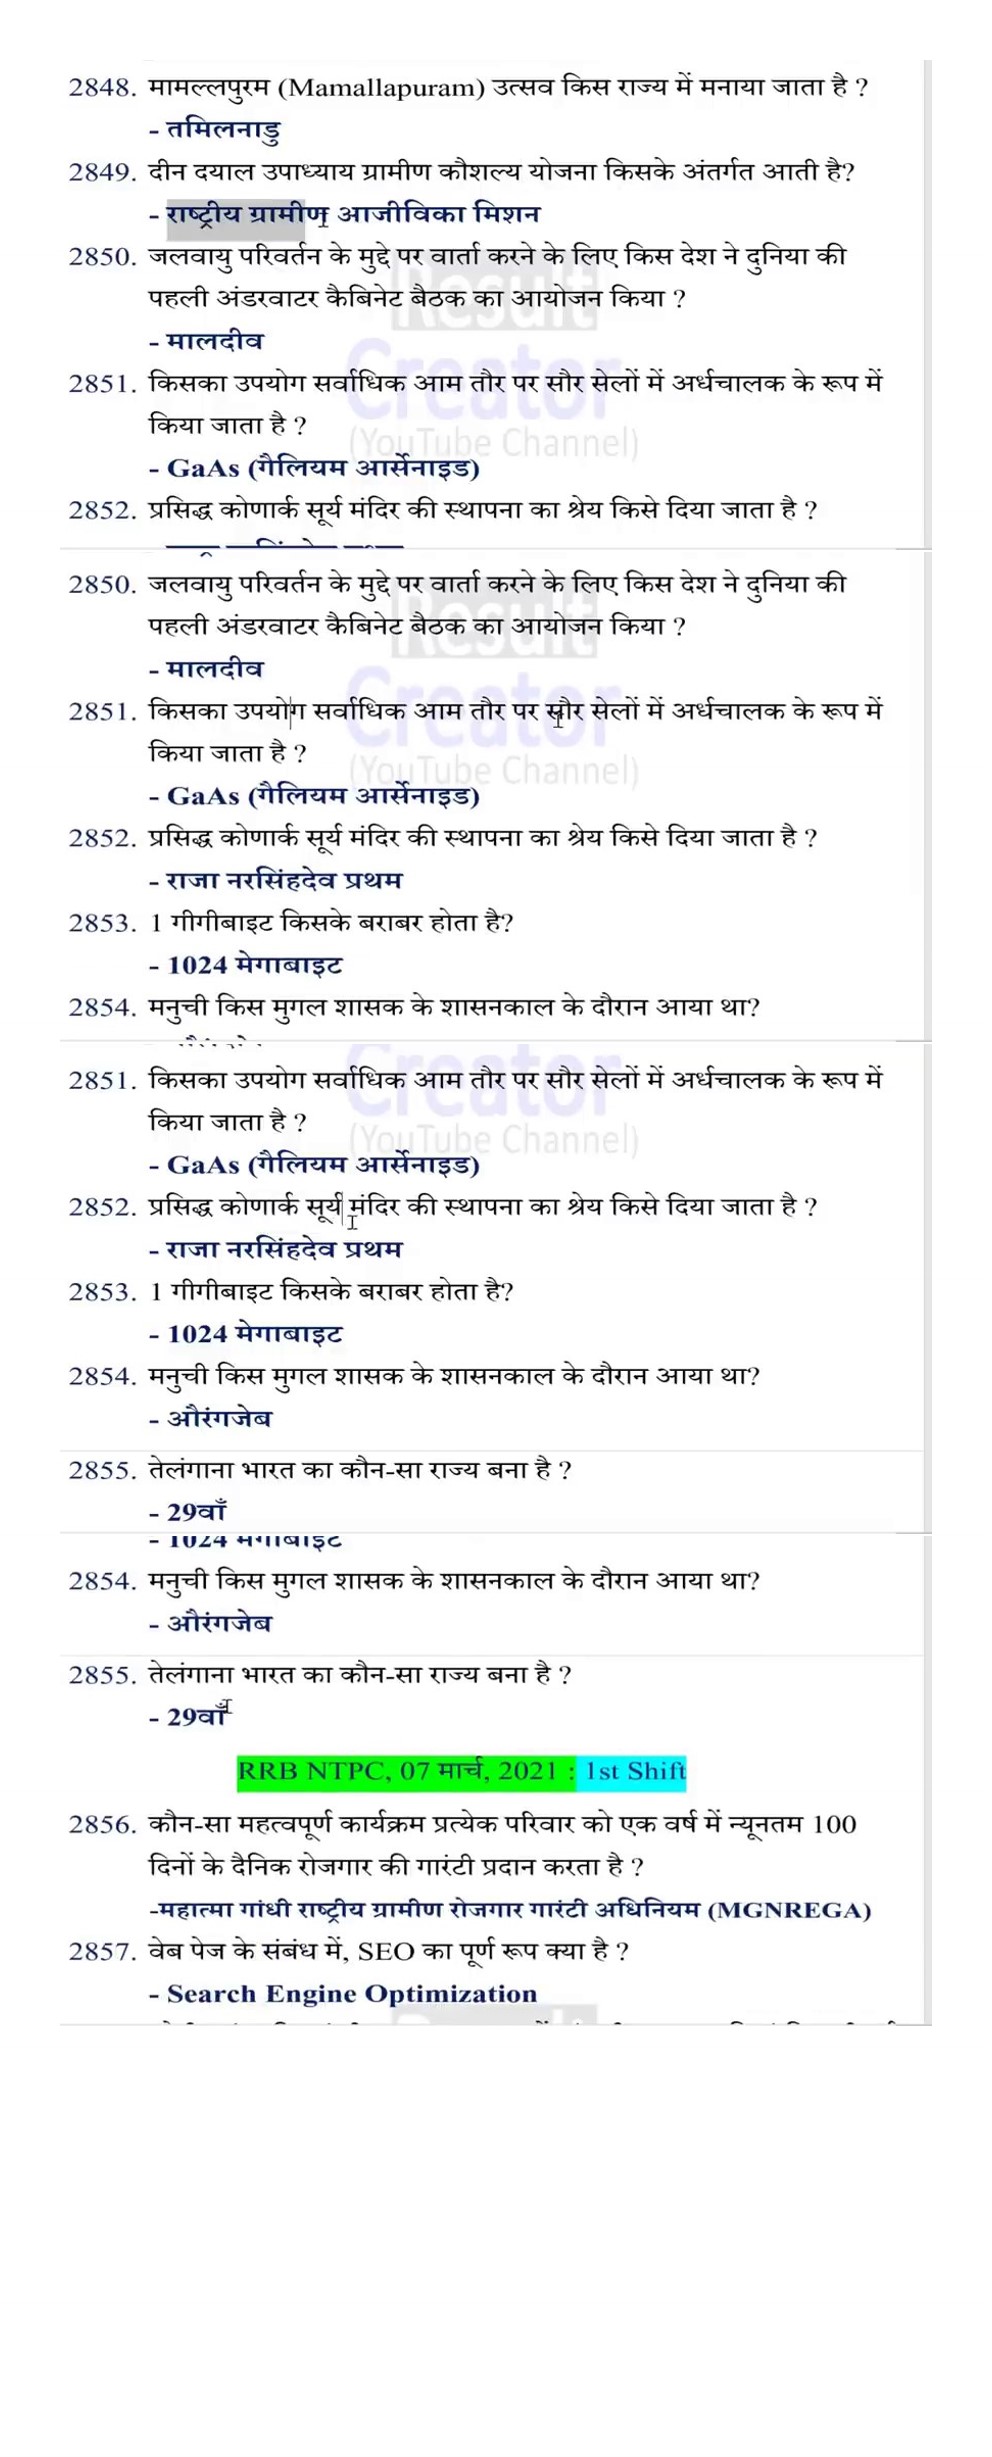 2848. मामल्लपुरम (Mamallapuram) उत्सव किस राज्य में मनाया जाता है ?
- तमिलनाडु
2849. दीन दयाल उपाध्याय ग्रामीण कौशल्य योजना किसके अंतर्गत आती है?
- राष्ट्रीय ग्रामीण आजीविका मिशन
2850. जलवायु परिवर्तन के मुद्दे पर वार्ता करने के लिए किस देश ने दुनिया की
पहली अंडरवाटर कैबिनेट बैठक का आयोजन किया ?
Result
- मालदीव
Creator
2851. किसका उपयोग सर्वाधिक आम तौर पर सौर सेलों में अर्धचालक के रूप में
किया जाता है ?
(YouTube Channel)
- GaAs (गैलियम आर्सेनाइड)
2852. प्रसिद्ध कोणार्क सूर्य मंदिर की स्थापना का श्रेय किसे दिया जाता है ?
2850. जलवायु परिवर्तन के मुद्दे पर वार्ता करने के लिए किस देश ने दुनिया की
पहली अंडरवाटर कैबिनेट बैठक का आयोजन किया ?
Result
- मालदीव
Creator
2851. किसका उपयोग सर्वाधिक आम तौर पर सौर सेलों में अर्धचालक के रूप में
किया जाता है ?
(YouTube Channel)
- GaAs (गैलियम आर्सेनाइड)
2852. प्रसिद्ध कोणार्क सूर्य मंदिर की स्थापना का श्रेय किसे दिया जाता है ?
- राजा नरसिंहदेव प्रथम
2853. 1 गीगीबाइट किसके बराबर होता है?
- 1024 मेगाबाइट
2854. मनुची किस मुगल शासक के शासनकाल के दौरान आया था?
Creator
2851. किसका उपयोग सर्वाधिक आम तौर पर सौर सेलों में अर्धचालक के रूप में
किया जाता है ?
(YouTube Channel)
- GaAs (गैलियम आर्सेनाइड)
2852. प्रसिद्ध कोणार्क सूर्य मंदिर की स्थापना का श्रेय किसे दिया जाता है ?
- राजा नरसिंहदेव प्रथम
2853. 1 गीगीबाइट किसके बराबर होता है?
- 1024 मेगाबाइट
2854. मनुची किस मुगल शासक के शासनकाल के दौरान आया था?
- औरंगजेब
2855. तेलंगाना भारत का कौन-सा राज्य बना है ?
- 29वाँ
- 1024 मेगाबाइट
2854. मनुची किस मुगल शासक के शासनकाल के दौरान आया था?
- औरंगजेब
2855. तेलंगाना भारत का कौन-सा राज्य बना है ?
- 29वाँ
RRB NTPC, 07 मार्च, 2021 : 1st Shift
2856. कौन-सा महत्वपूर्ण कार्यक्रम प्रत्येक परिवार को एक वर्ष में न्यूनतम 100
दिनों के दैनिक रोजगार की गारंटी प्रदान करता है ?
-महात्मा गांधी राष्ट्रीय ग्रामीण रोजगार गारंटी अधिनियम (MGNREGA)
2857. वेब पेज के संबंध में, SEO का पूर्ण रूप क्या है ?
- Search Engine Optimization